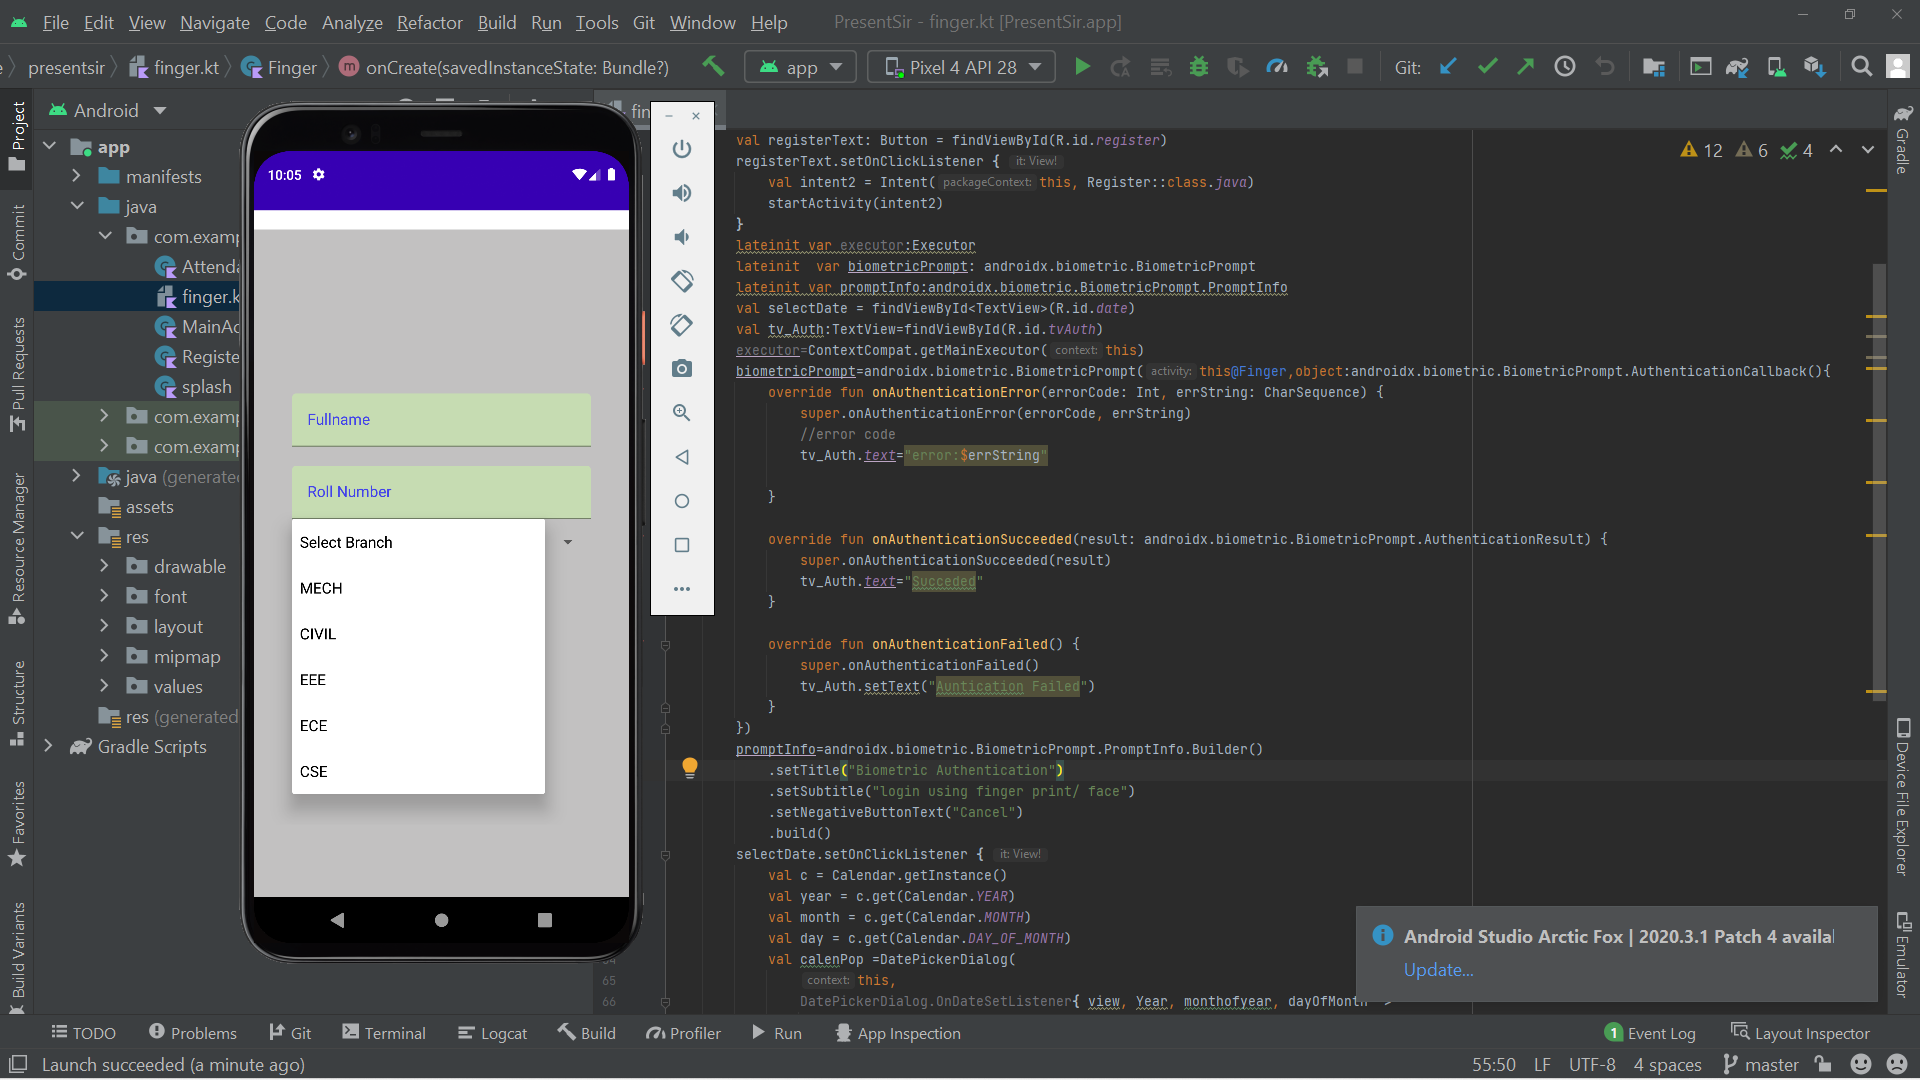 File Edit View Navigate Code Analyze Refactor Build Run Tools Git Window Help PresentSir - finger.kt [PresentSir.app]
presentsir finger.kt Finger onCreate(savedInstanceState: Bundle?) app Pixel 4 API 28 Git:
Project
Commit
Pull Requests
Resource Manager
Structure
Favorites
Build Variants
Android
app
manifests
java
com.examp
Attenda
finger.k
MainAc
Registe
splash
com.examp
com.examp
java (generated
assets
res
drawable
font
layout
mipmap
values
res (generated
Gradle Scripts
10:05
Fullname
Roll Number
Select Branch
MECH
CIVIL
EEE
ECE
CSE
fin
12 6 4
val registerText: Button = findViewById(R.id.register)
registerText.setOnClickListener { it: View!
val intent2 = Intent( packageContext: this, Register::class.java)
startActivity(intent2)
}
lateinit var executor:Executor
lateinit  var biometricPrompt: androidx.biometric.BiometricPrompt
lateinit var promptInfo:androidx.biometric.BiometricPrompt.PromptInfo
val selectDate = findViewById<TextView>(R.id.date)
val tv_Auth:TextView=findViewById(R.id.tvAuth)
executor=ContextCompat.getMainExecutor( context: this)
biometricPrompt=androidx.biometric.BiometricPrompt( activity: this@Finger,object:androidx.biometric.BiometricPrompt.AuthenticationCallback(){
override fun onAuthenticationError(errorCode: Int, errString: CharSequence) {
super.onAuthenticationError(errorCode, errString)
//error code
tv_Auth.text="error:$errString"
}
override fun onAuthenticationSucceeded(result: androidx.biometric.BiometricPrompt.AuthenticationResult) {
super.onAuthenticationSucceeded(result)
tv_Auth.text="Succeded"
}
override fun onAuthenticationFailed() {
super.onAuthenticationFailed()
tv_Auth.setText("Auntication Failed")
}
})
promptInfo=androidx.biometric.BiometricPrompt.PromptInfo.Builder()
.setTitle("Biometric Authentication")
.setSubtitle("login using finger print/ face")
.setNegativeButtonText("Cancel")
.build()
selectDate.setOnClickListener { it: View!
val c = Calendar.getInstance()
val year = c.get(Calendar.YEAR)
val month = c.get(Calendar.MONTH)
val day = c.get(Calendar.DAY_OF_MONTH)
val calenPop =DatePickerDialog(
65 context: this,
66 DatePickerDialog.OnDateSetListener{ view, Year, monthofyear, dayOfMonth
Android Studio Arctic Fox | 2020.3.1 Patch 4 availa
Update...
Gradle
Device File Explorer
Emulator
TODO Problems Git Terminal Logcat Build Profiler Run App Inspection 1 Event Log Layout Inspector
Launch succeeded (a minute ago) 55:50 LF UTF-8 4 spaces master